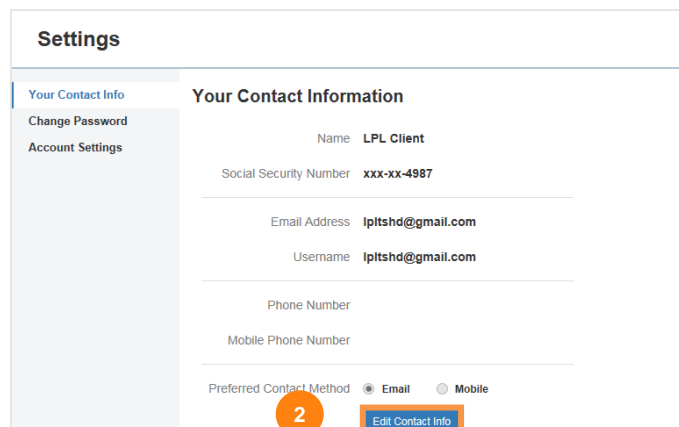 Settings
Your Contact Info
Change Password
Account Settings
Your Contact Information
Name LPL Client
Social Security Number xxx-xx-4987
Email Address lpltshd@gmail.com
Username lpltshd@gmail.com
Phone Number
Mobile Phone Number
Preferred Contact Method Email Mobile
2 Edit Contact Info